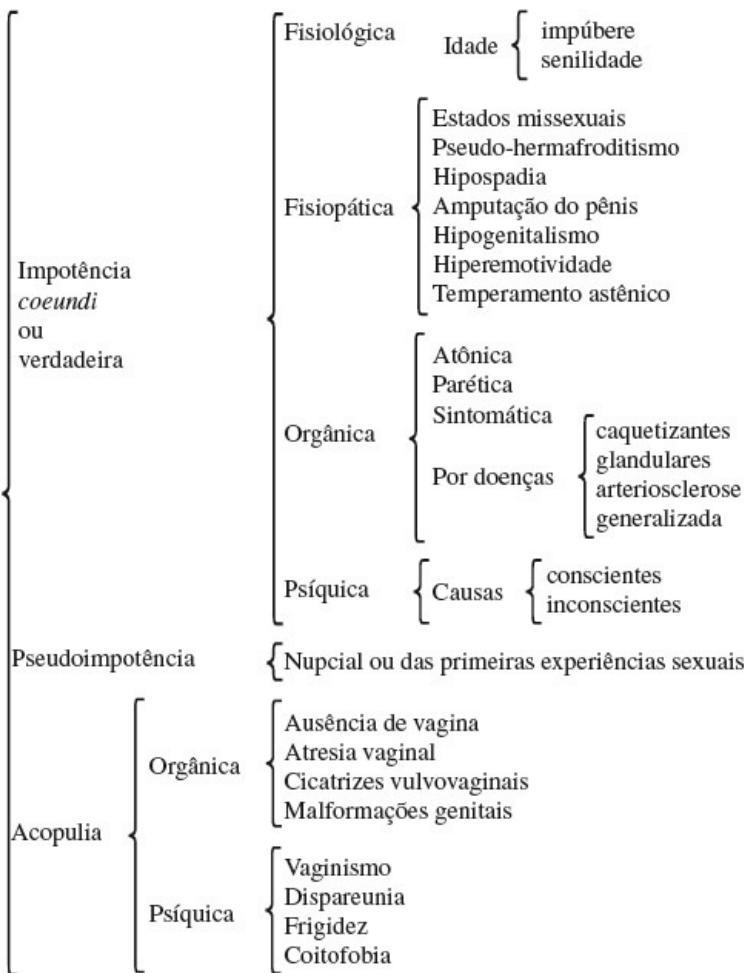 Impotência
coeundi
ou
verdadeira
Fisiológica
Idade
impúbere
senilidade
Fisiopática
Estados missexuais
Pseudo-hermafroditismo
Hipospadia
Amputação do pênis
Hipogenitalismo
Hiperemotividade
Temperamento astênico
Orgânica
Atônica
Parética
Sintomática
Por doenças
caquetizantes
glandulares
arteriosclerose
generalizada
Psíquica
Causas
conscientes
inconscientes
Pseudoimpotência
Nupcial ou das primeiras experiências sexuais
Acopulia
Orgânica
Ausência de vagina
Atresia vaginal
Cicatrizes vulvovaginais
Malformações genitais
Psíquica
Vaginismo
Dispareunia
Frigidez
Coitofobia